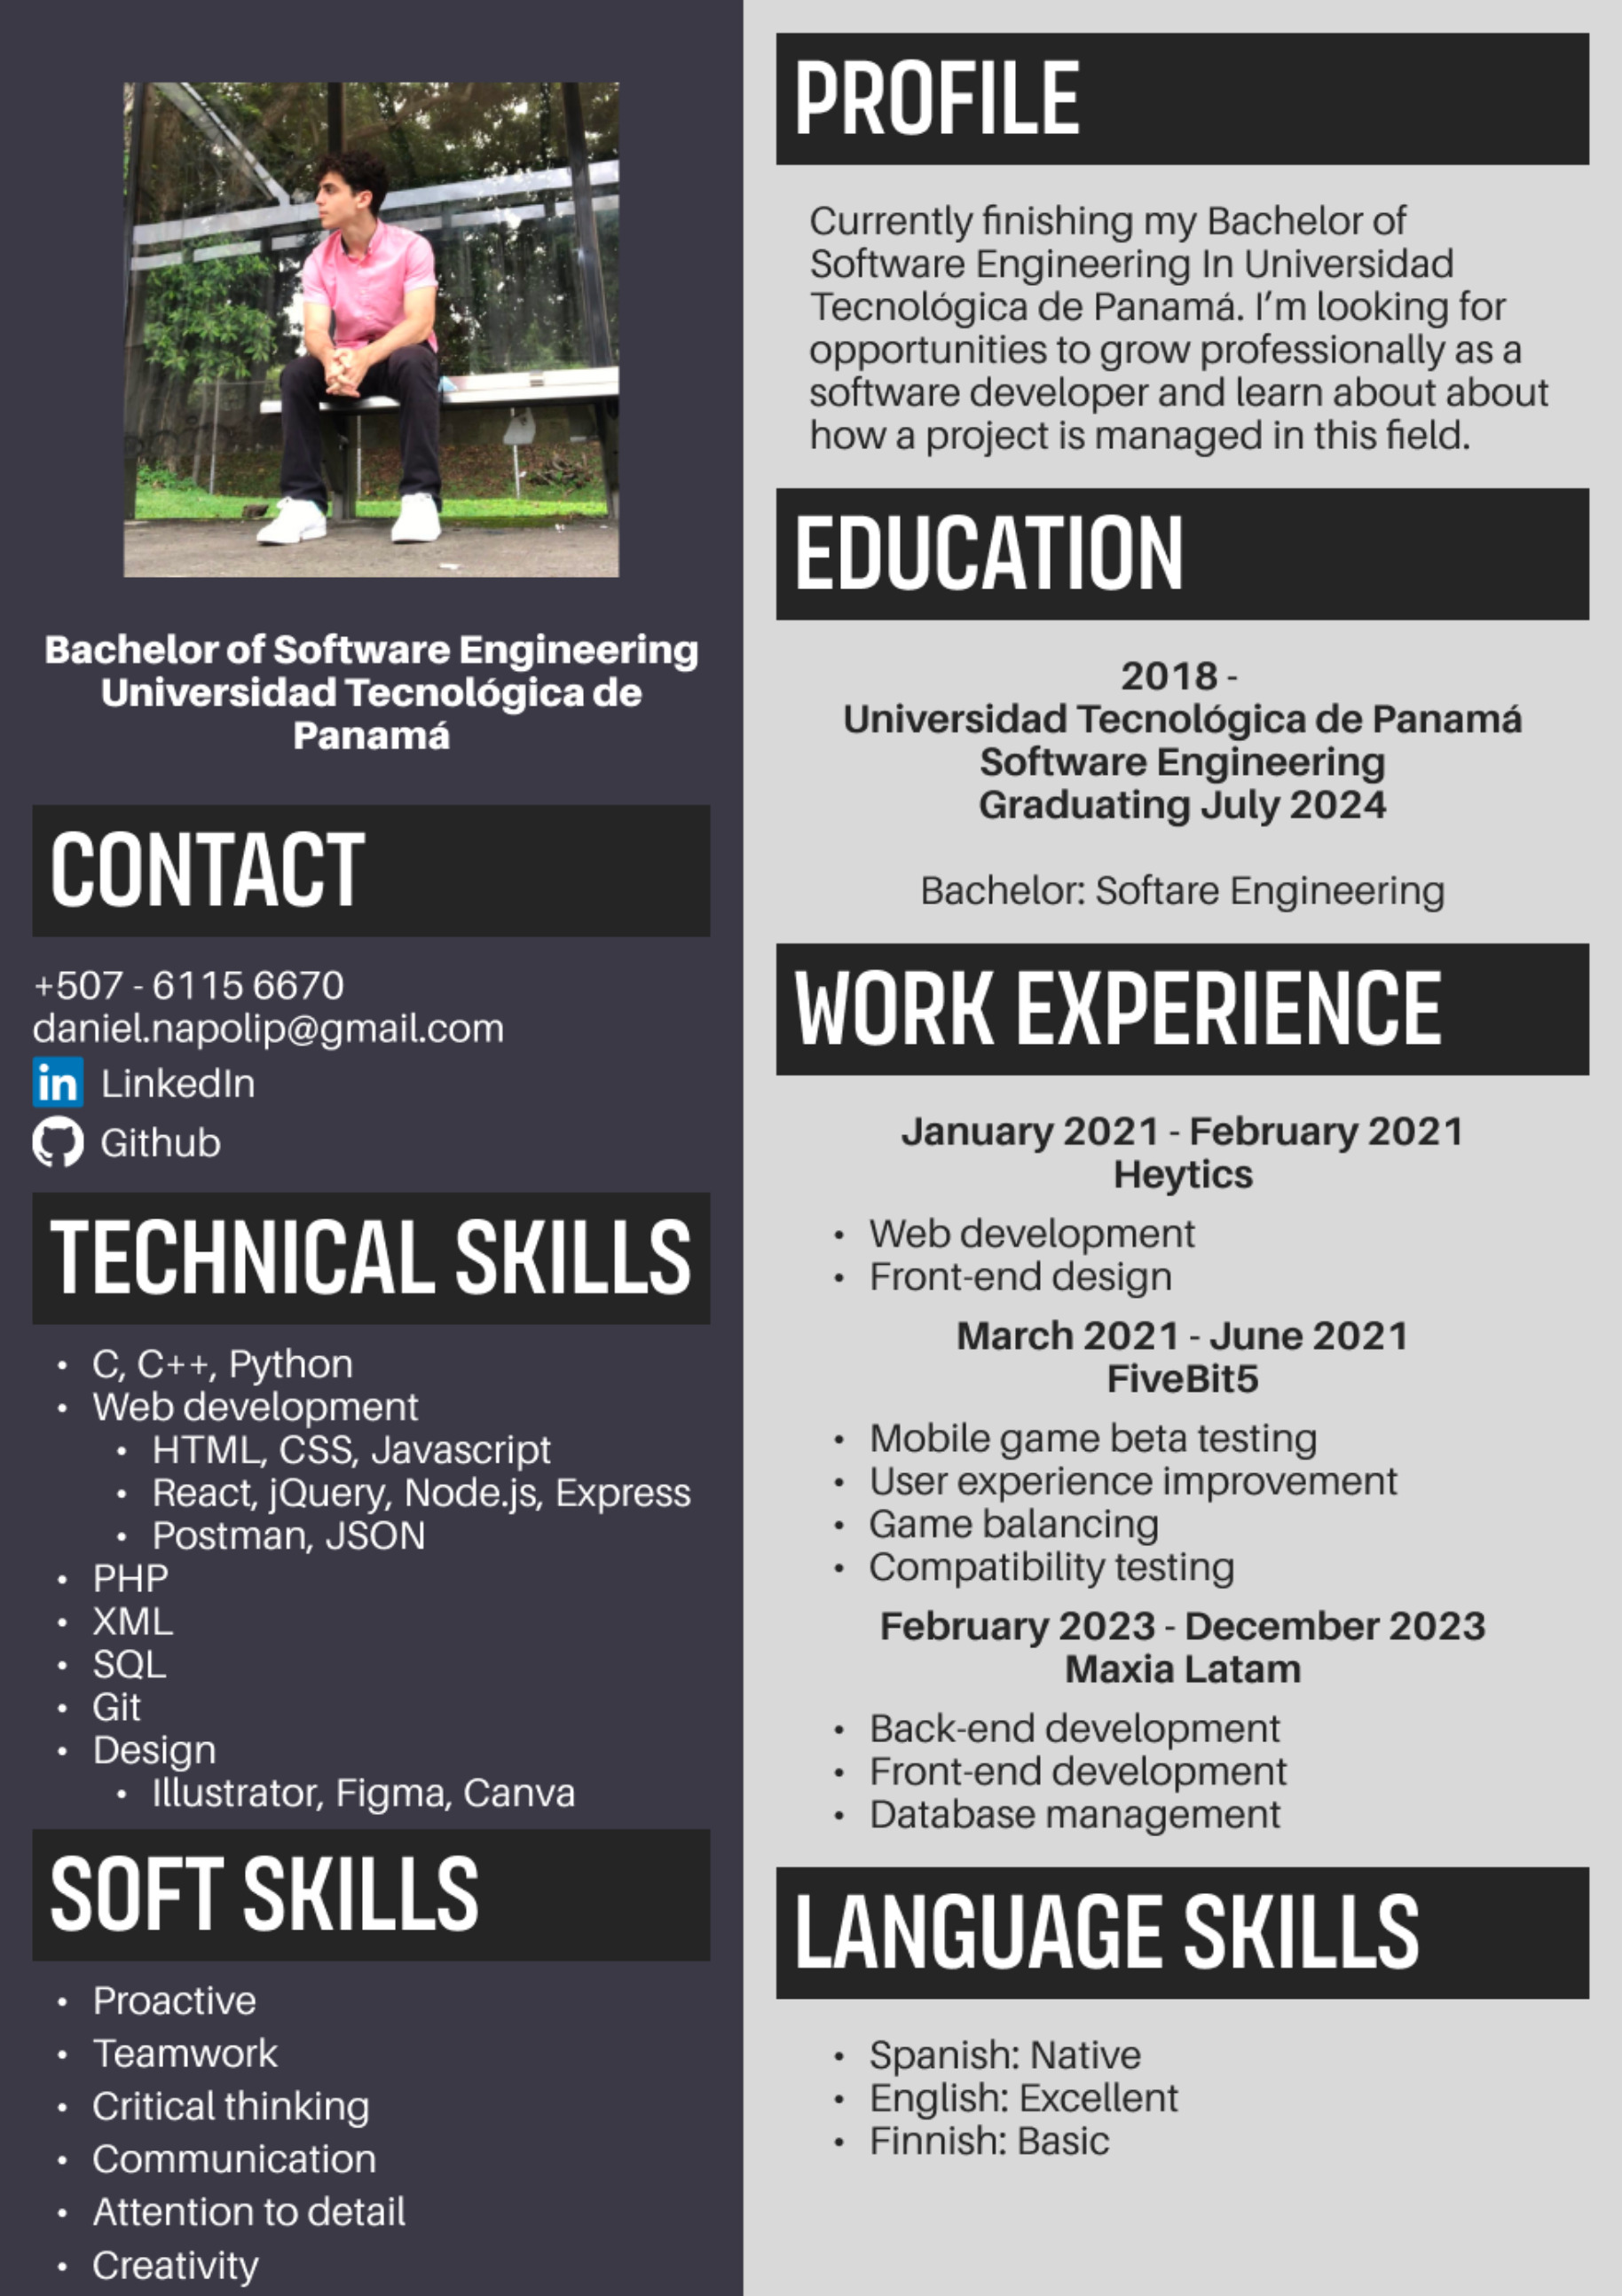 Bachelor of Software Engineering
Universidad Tecnológica de
Panamá
CONTACT
+507 - 6115 6670
daniel.napolip@gmail.com
in LinkedIn
Github
TECHNICAL SKILLS
• C, C++, Python
• Web development
• HTML, CSS, Javascript
• React, jQuery, Node.js, Express
• Postman, JSON
• PHP
• XML
• SQL
• Git
• Design
• Illustrator, Figma, Canva
SOFT SKILLS
• Proactive
• Teamwork
• Critical thinking
• Communication
• Attention to detail
• Creativity
PROFILE
Currently finishing my Bachelor of
Software Engineering In Universidad
Tecnológica de Panamá. I’m looking for
opportunities to grow professionally as a
software developer and learn about about
how a project is managed in this field.
EDUCATION
2018 -
Universidad Tecnológica de Panamá
Software Engineering
Graduating July 2024
Bachelor: Softare Engineering
WORK EXPERIENCE
January 2021 - February 2021
Heytics
• Web development
• Front-end design
March 2021 - June 2021
FiveBit5
• Mobile game beta testing
• User experience improvement
• Game balancing
• Compatibility testing
February 2023 - December 2023
Maxia Latam
• Back-end development
• Front-end development
• Database management
LANGUAGE SKILLS
• Spanish: Native
• English: Excellent
• Finnish: Basic